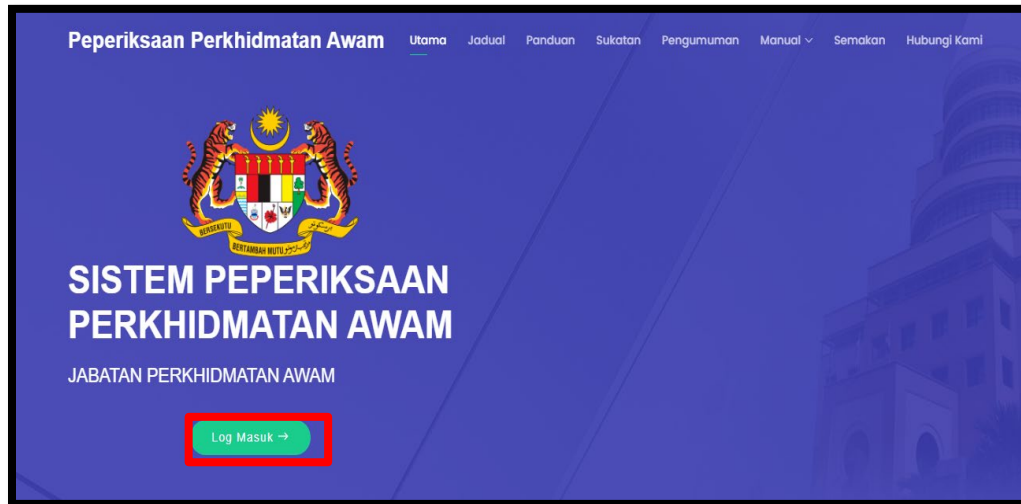 Peperiksaan Perkhidmatan Awam Utama Jadual Panduan Sukatan Pengumuman Manual Semakan Hubungi Kami
BERSEKUTU
BERTAMBAH MUTU
SISTEM PEPERIKSAAN
PERKHIDMATAN AWAM
JABATAN PERKHIDMATAN AWAM
Log Masuk →